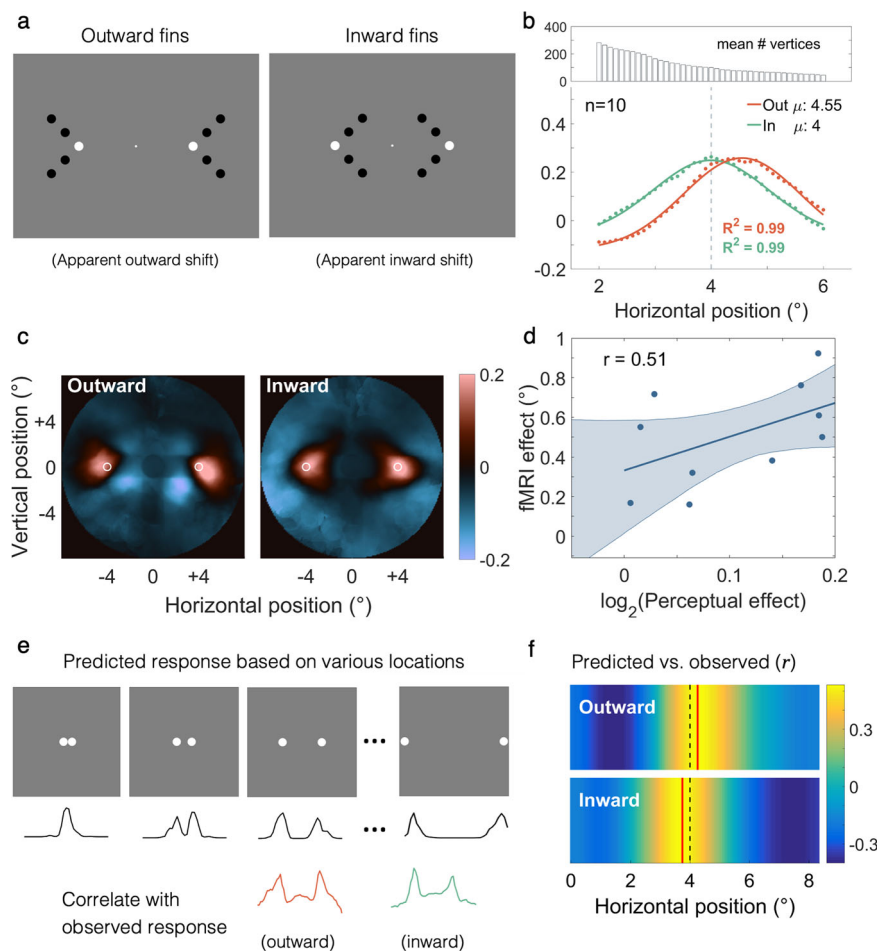 a
Outward fins
Inward fins
(Apparent outward shift)
(Apparent inward shift)
b
400
200
0
mean # vertices
n=10
Out μ: 4.55
In μ: 4
0.4
0.2
0
-0.2
R² = 0.99
R² = 0.99
2
4
6
Horizontal position (°)
c
Outward
Inward
Vertical position (°)
+4
0
-4
0.2
0
-0.2
-4
0
+4
-4
0
+4
Horizontal position (°)
d
r = 0.51
fMRI effect (°)
1
0.8
0.6
0.4
0.2
0
0
0.1
0.2
log₂(Perceptual effect)
e
Predicted response based on various locations
Correlate with
observed response
(outward)
(inward)
f
Predicted vs. observed (r)
Outward
Inward
0.3
0
-0.3
0
2
4
6
8
Horizontal position (°)